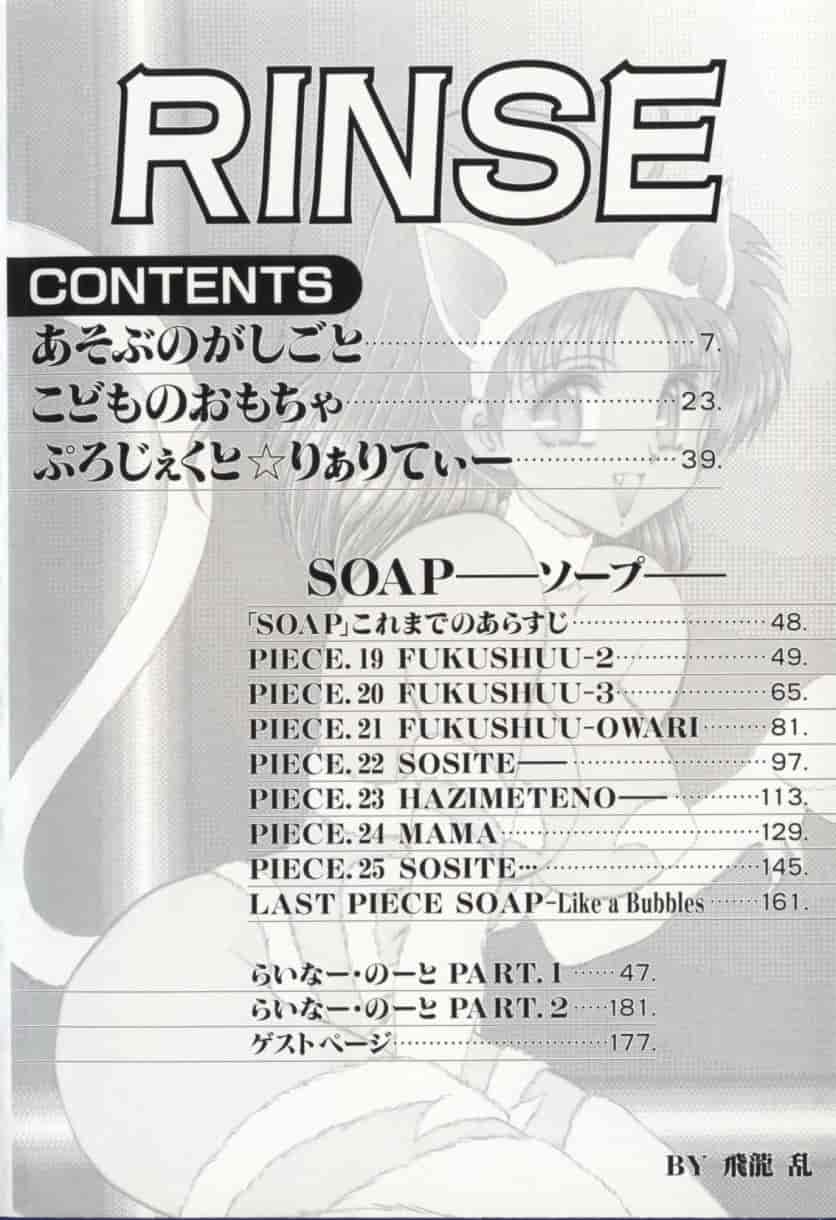 RINSE
CONTENTS
あそぶのがしごと……………………………7.
こどものおもちゃ……………………………23.
ぷろじぇくと☆りぁりてぃー………………39.
SOAP――ソープ――
「SOAP」これまでのあらすじ………………48.
PIECE.19 FUKUSHUU-2……………49.
PIECE.20 FUKUSHUU-3……………65.
PIECE.21 FUKUSHUU-OWARI………81.
PIECE.22 SOSITE――…………………97.
PIECE.23 HAZIMETENO――…………113.
PIECE.24 MAMA………………………129.
PIECE.25 SOSITE………………………145.
LAST PIECE SOAP-Like a Bubbles………161.
らいなー・のーと PART.1……47.
らいなー・のーと PART.2……181.
ゲストページ…………………177.
BY 飛龍 乱